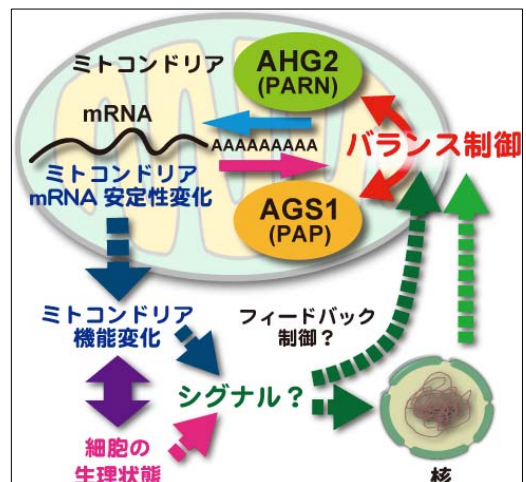 ミトコンドリア
AHG2
(PARN)
mRNA
AAAAAAAAA
バランス制御
ミトコンドリア
mRNA 安定性変化
AGS1
(PAP)
ミトコンドリア
機能変化
フィードバック
制御？
シグナル？
細胞の
生理状態
核